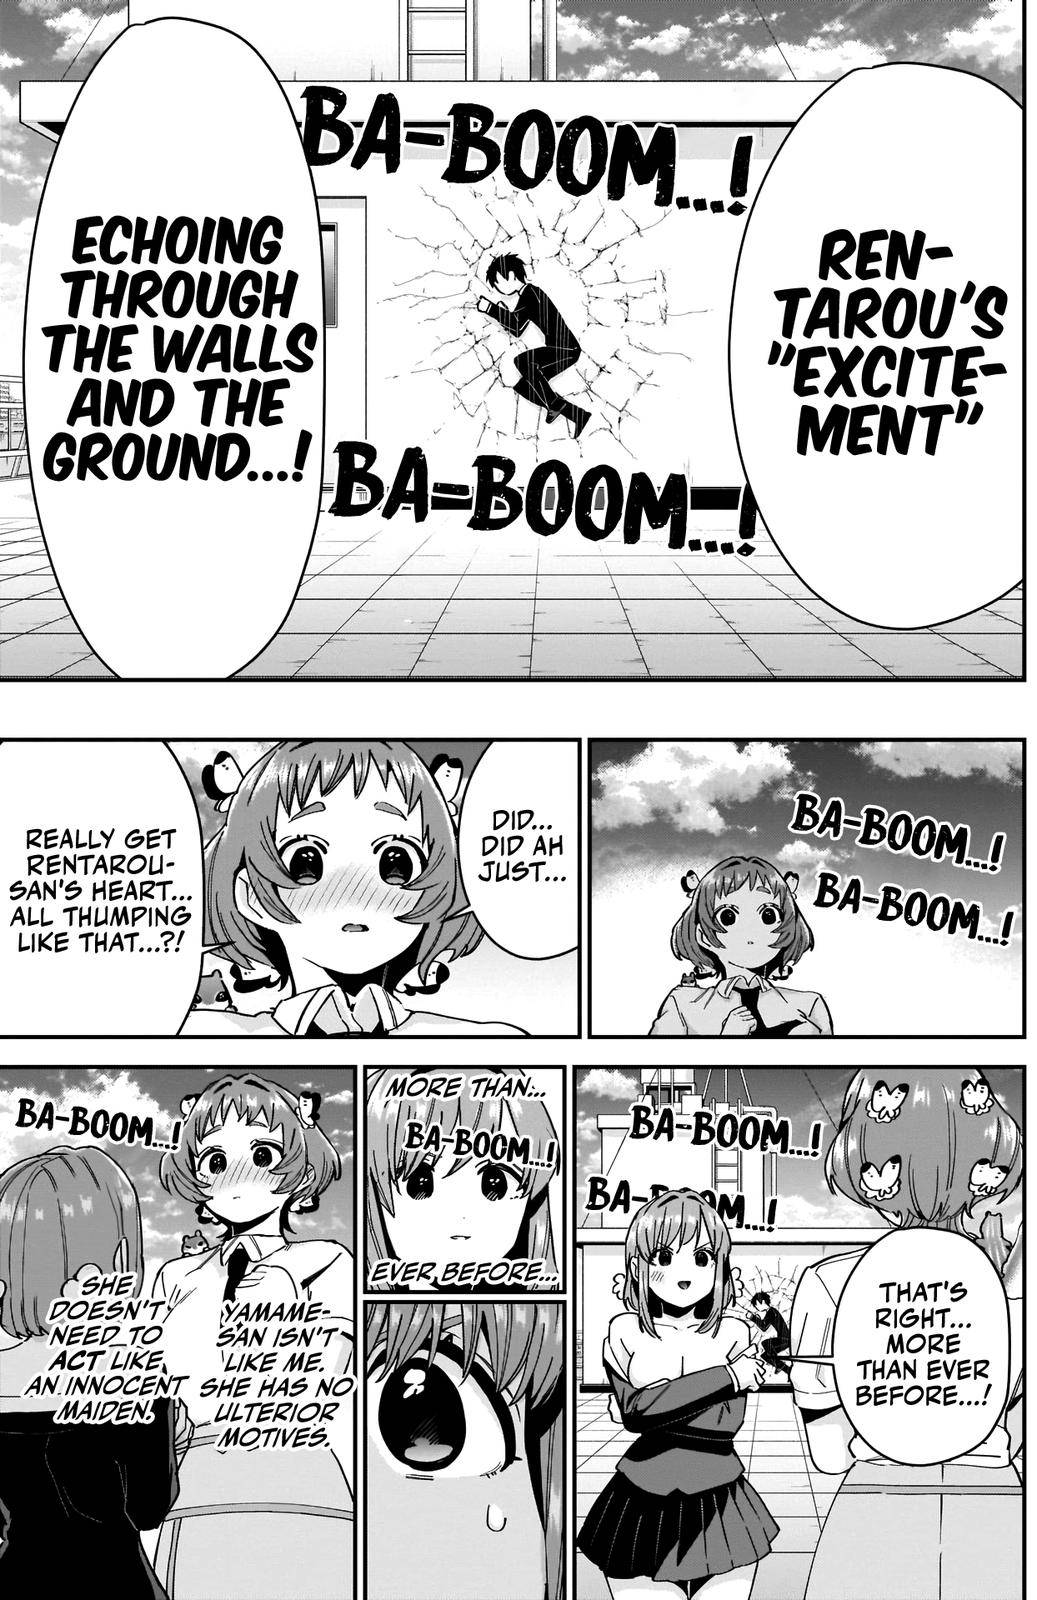 REN-
TAROU'S
"EXCITE-
MENT"
BA-BOOM...!
BA-BOOM...!
ECHOING
THROUGH
THE WALLS
AND THE
GROUND...!
BA-BOOM...!
BA-BOOM...!
DID...
DID AH
JUST...
REALLY GET
RENTAROU-
SAN'S HEART...
ALL THUMPING
LIKE THAT...?!
BA-BOOM...!
BA-BOOM...!
THAT'S
RIGHT...
MORE
THAN EVER
BEFORE...!
MORE THAN...
BA-BOOM...!
EVER BEFORE...
BA-BOOM...!
YAMAME-
SAN ISN'T
LIKE ME.
SHE HAS NO
ULTERIOR
MOTIVES.
SHE
DOESN'T
NEED TO
ACT LIKE
AN INNOCENT
MAIDEN.